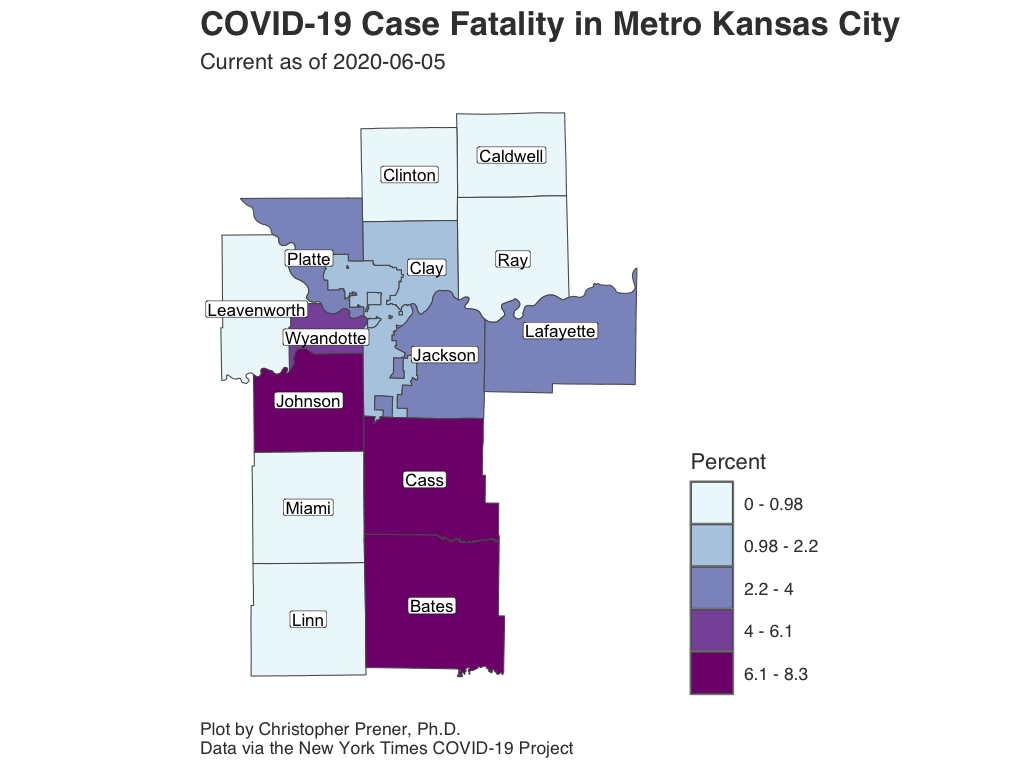 COVID-19 Case Fatality in Metro Kansas City
Current as of 2020-06-05
Caldwell
Clinton
Platte
Clay
Ray
Leavenworth
Wyandotte
Lafayette
Jackson
Johnson
Cass
Miami
Bates
Linn
Percent
0 - 0.98
0.98 - 2.2
2.2 - 4
4 - 6.1
6.1 - 8.3
Plot by Christopher Prener, Ph.D.
Data via the New York Times COVID-19 Project